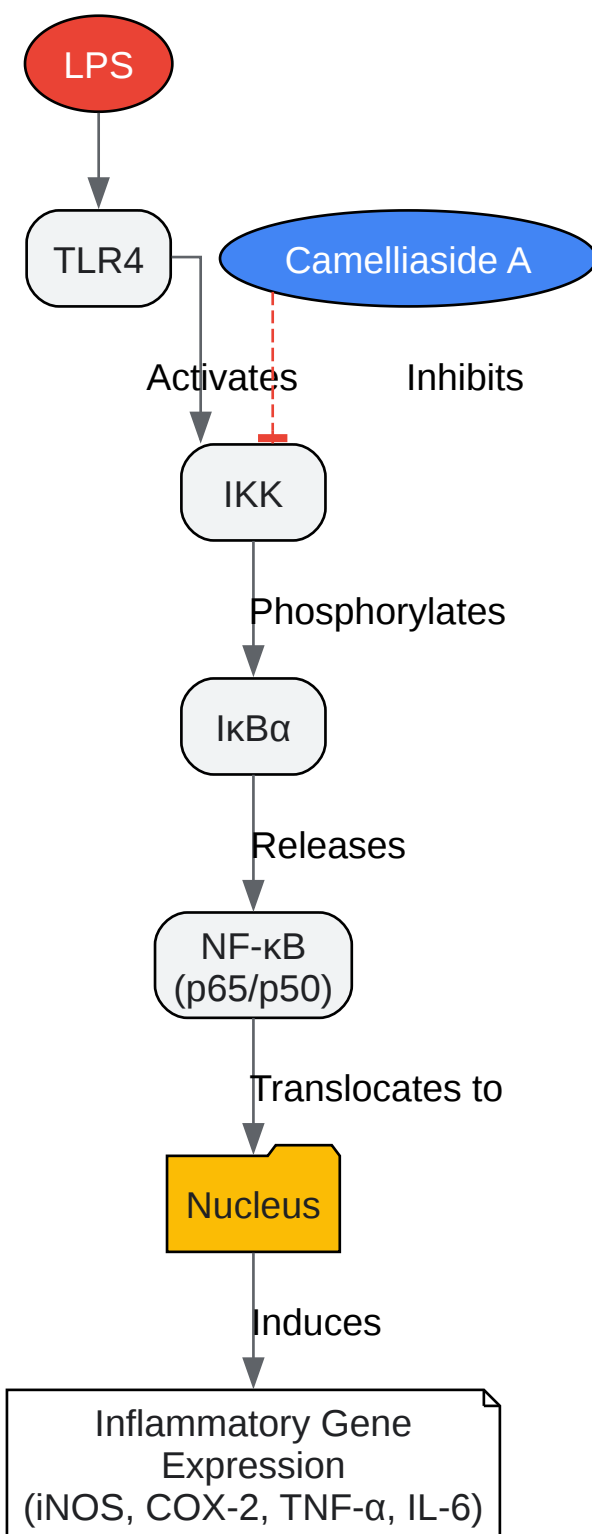 LPS
TLR4
Camelliaside A
Activates
Inhibits
IKK
Phosphorylates
IκBα
Releases
NF-κB
(p65/p50)
Translocates to
Nucleus
Induces
Inflammatory Gene
Expression
(iNOS, COX-2, TNF-α, IL-6)